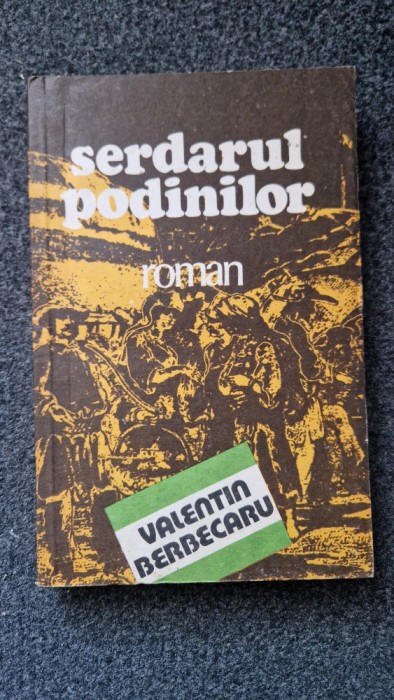 serdarul
podinilor
roman
VALENTIN
BERBECARU